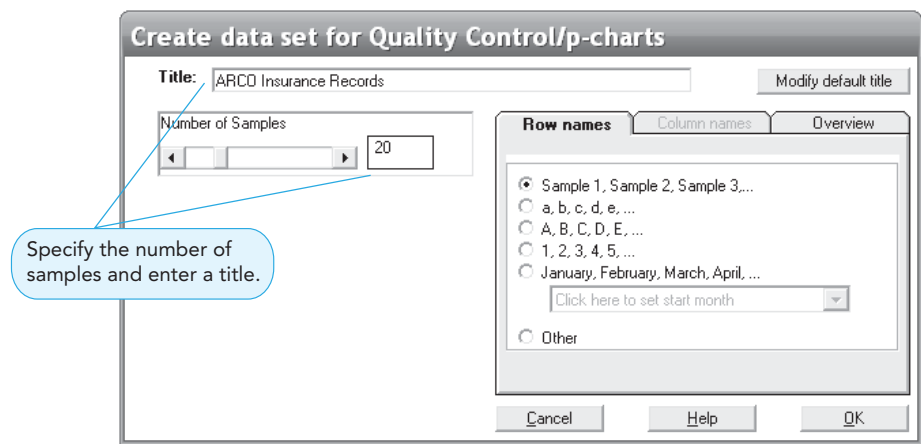 Create data set for Quality Control/p-charts
Title: ARCO Insurance Records
Modify default title
Number of Samples
20
Row names
Column names
Overview
Sample 1, Sample 2, Sample 3,...
a, b, c, d, e, ...
A, B, C, D, E, ...
1, 2, 3, 4, 5, ...
January, February, March, April, ...
Click here to set start month
Other
Specify the number of
samples and enter a title.
Cancel
Help
OK